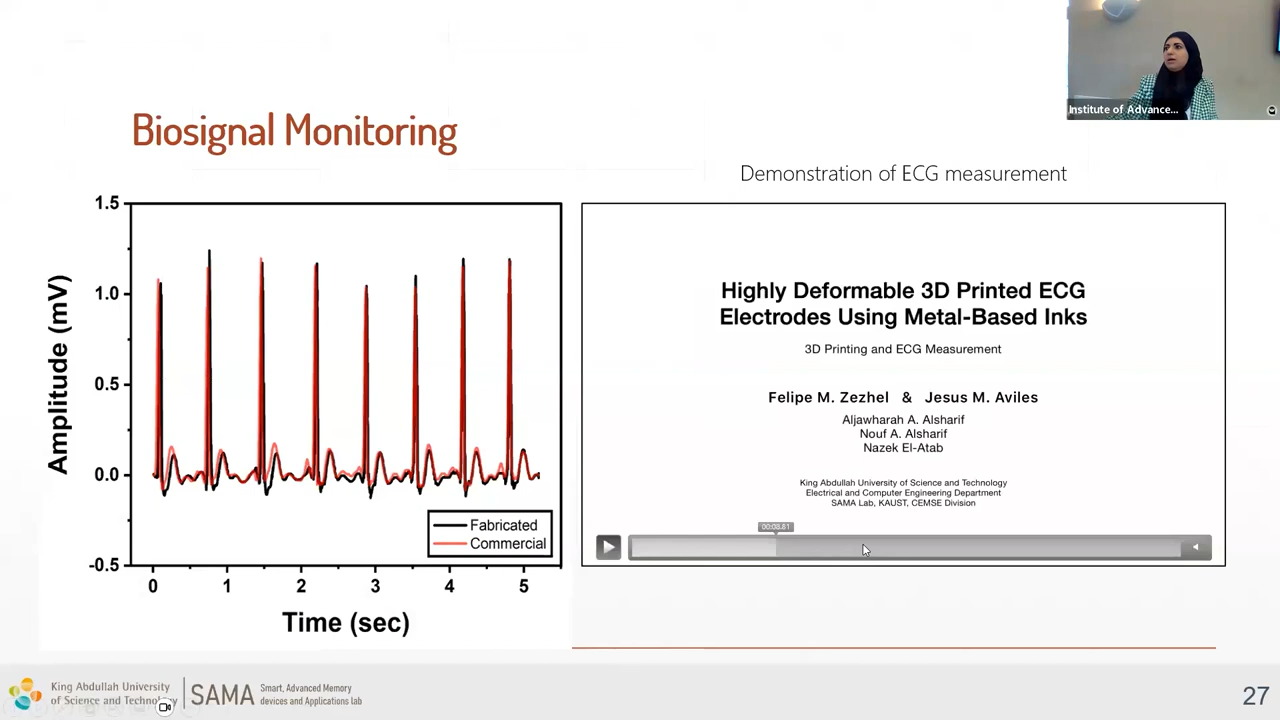 Institute of Advance...
Biosignal Monitoring
Demonstration of ECG measurement
1.5
1.0
0.5
0.0
-0.5
Amplitude (mV)
0 1 2 3 4 5
Time (sec)
Fabricated
Commercial
Highly Deformable 3D Printed ECG
Electrodes Using Metal-Based Inks
3D Printing and ECG Measurement
Felipe M. Zezhel & Jesus M. Aviles
Aljawharah A. Alsharif
Nouf A. Alsharif
Nazek El-Atab
King Abdullah University of Science and Technology
Electrical and Computer Engineering Department
SAMA Lab, KAUST, CEMSE Division
00:08.81
King Abdullah University
of Science and Technology
SAMA
Smart, Advanced Memory
devices and Applications lab
27